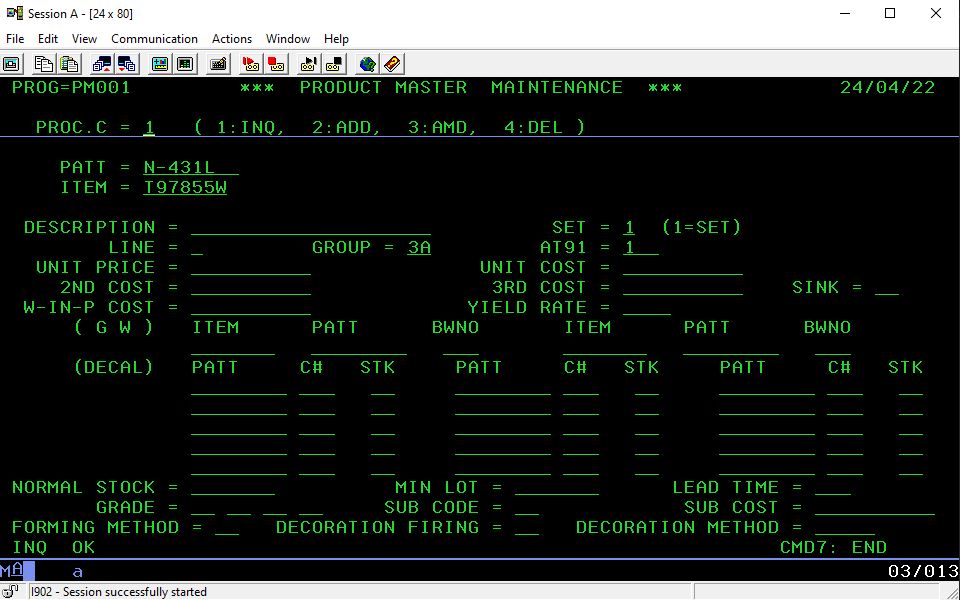 Session A - [24 x 80]
File Edit View Communication Actions Window Help
PROG=PM001 *** PRODUCT MASTER MAINTENANCE *** 24/04/22
PROC.C = 1 ( 1:INQ, 2:ADD, 3:AMD, 4:DEL )
PATT = N-431L
ITEM = T97855W
DESCRIPTION = SET = 1 (1=SET)
LINE = GROUP = 3A AT91 = 1
UNIT PRICE = UNIT COST =
2ND COST = 3RD COST = SINK =
W-IN-P COST = YIELD RATE =
( G W ) ITEM PATT BWNO ITEM PATT BWNO
(DECAL) PATT C# STK PATT C# STK PATT C# STK
NORMAL STOCK = MIN LOT = LEAD TIME =
GRADE = SUB CODE = SUB COST =
FORMING METHOD = DECORATION FIRING = DECORATION METHOD =
INQ OK CMD7: END
MA a 03/013
I902 - Session successfully started